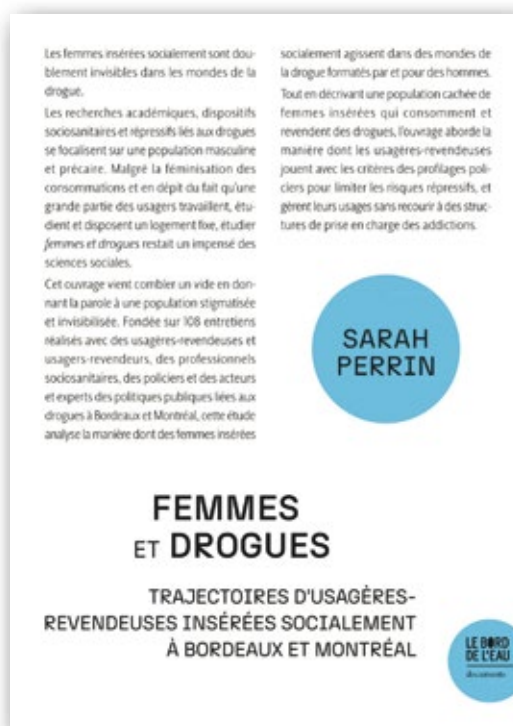 Les femmes insérées socialement sont dou-
blement invisibles dans les mondes de la
drogue.
Les recherches académiques, dispositifs
sociosanitaires et répressifs liés aux drogues
se focalisent sur une population masculine
et précaire. Malgré la féminisation des
consommations et en dépit du fait qu'une
grande partie des usagers travaillent, étu-
dient et disposent un logement fixe, étudier
femmes et drogues restait un impensé des
sciences sociales.
Cet ouvrage vient combler un vide en don-
nant la parole à une population stigmatisée
et invisibilisée. Fondée sur 108 entretiens
réalisés avec des usagères-revendeuses et
usagers-revendeurs, des professionnels
sociosanitaires, des policiers et des acteurs
et experts des politiques publiques liées aux
drogues à Bordeaux et Montréal, cette étude
analyse la manière dont des femmes insérées
socialement agissent dans des mondes de
la drogue formatés par et pour des hommes.
Tout en décrivant une population cachée de
femmes insérées qui consomment et
revendent des drogues, l'ouvrage aborde la
manière dont les usagères-revendeuses
jouent avec les critères des profilages poli-
ciers pour limiter les risques répressifs, et
gèrent leurs usages sans recourir à des struc-
tures de prise en charge des addictions.
SARAH
PERRIN
FEMMES
ET DROGUES
TRAJECTOIRES D'USAGÈRES-
REVENDEUSES INSÉRÉES SOCIALEMENT
À BORDEAUX ET MONTRÉAL
LE BORD
DE L'EAU